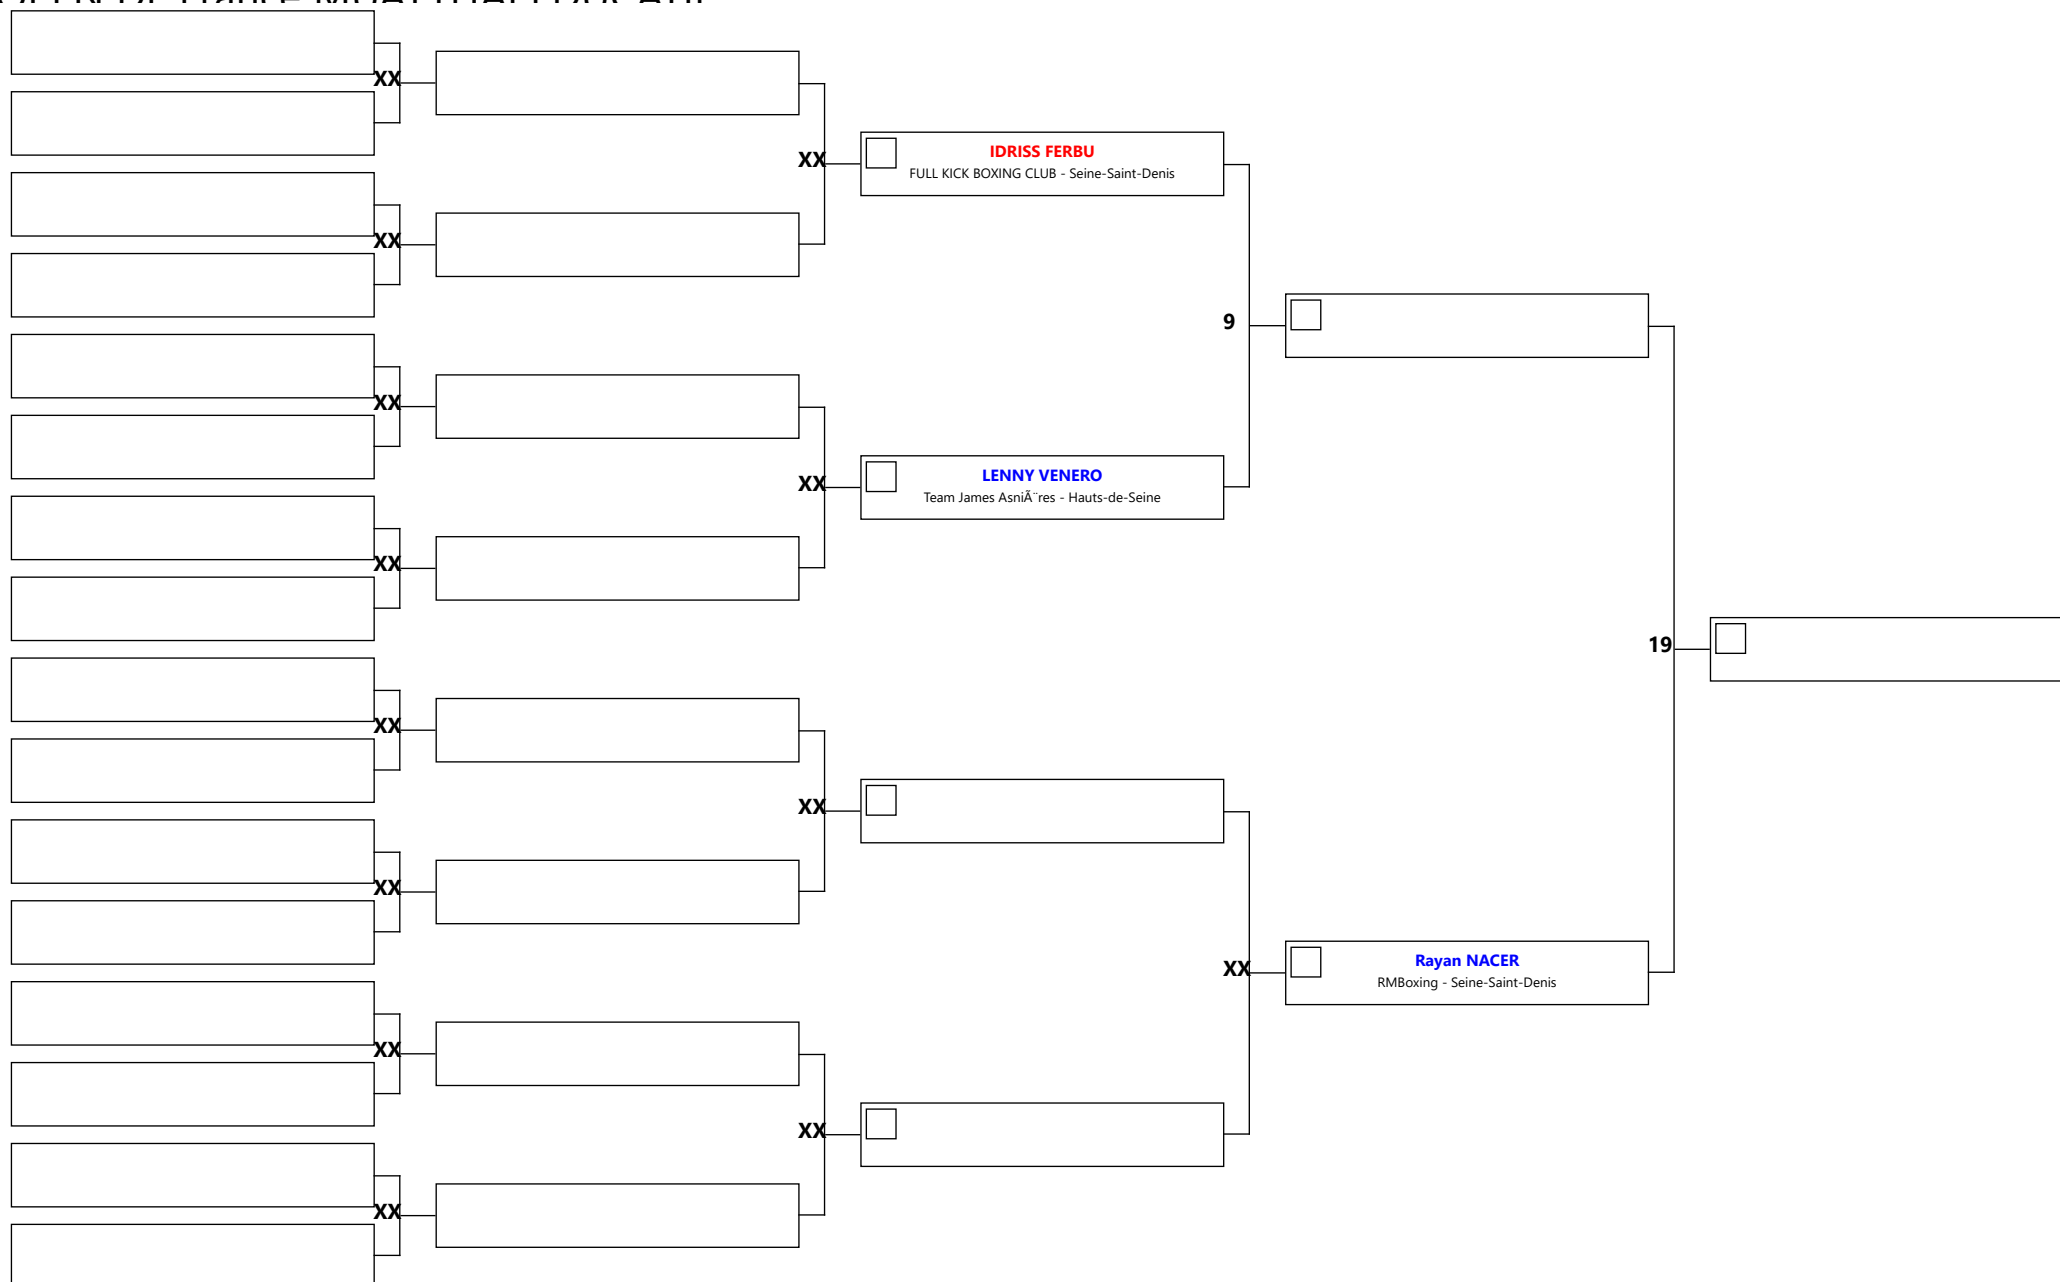 XX
XX
IDRISS FERBU
FULL KICK BOXING CLUB - Seine-Saint-Denis
XX
9
XX
LENNY VENERO
Team James AsniÃ¨res - Hauts-de-Seine
XX
XX
19
XX
XX
XX
XX
Rayan NACER
RMBoxing - Seine-Saint-Denis
XX
XX
XX